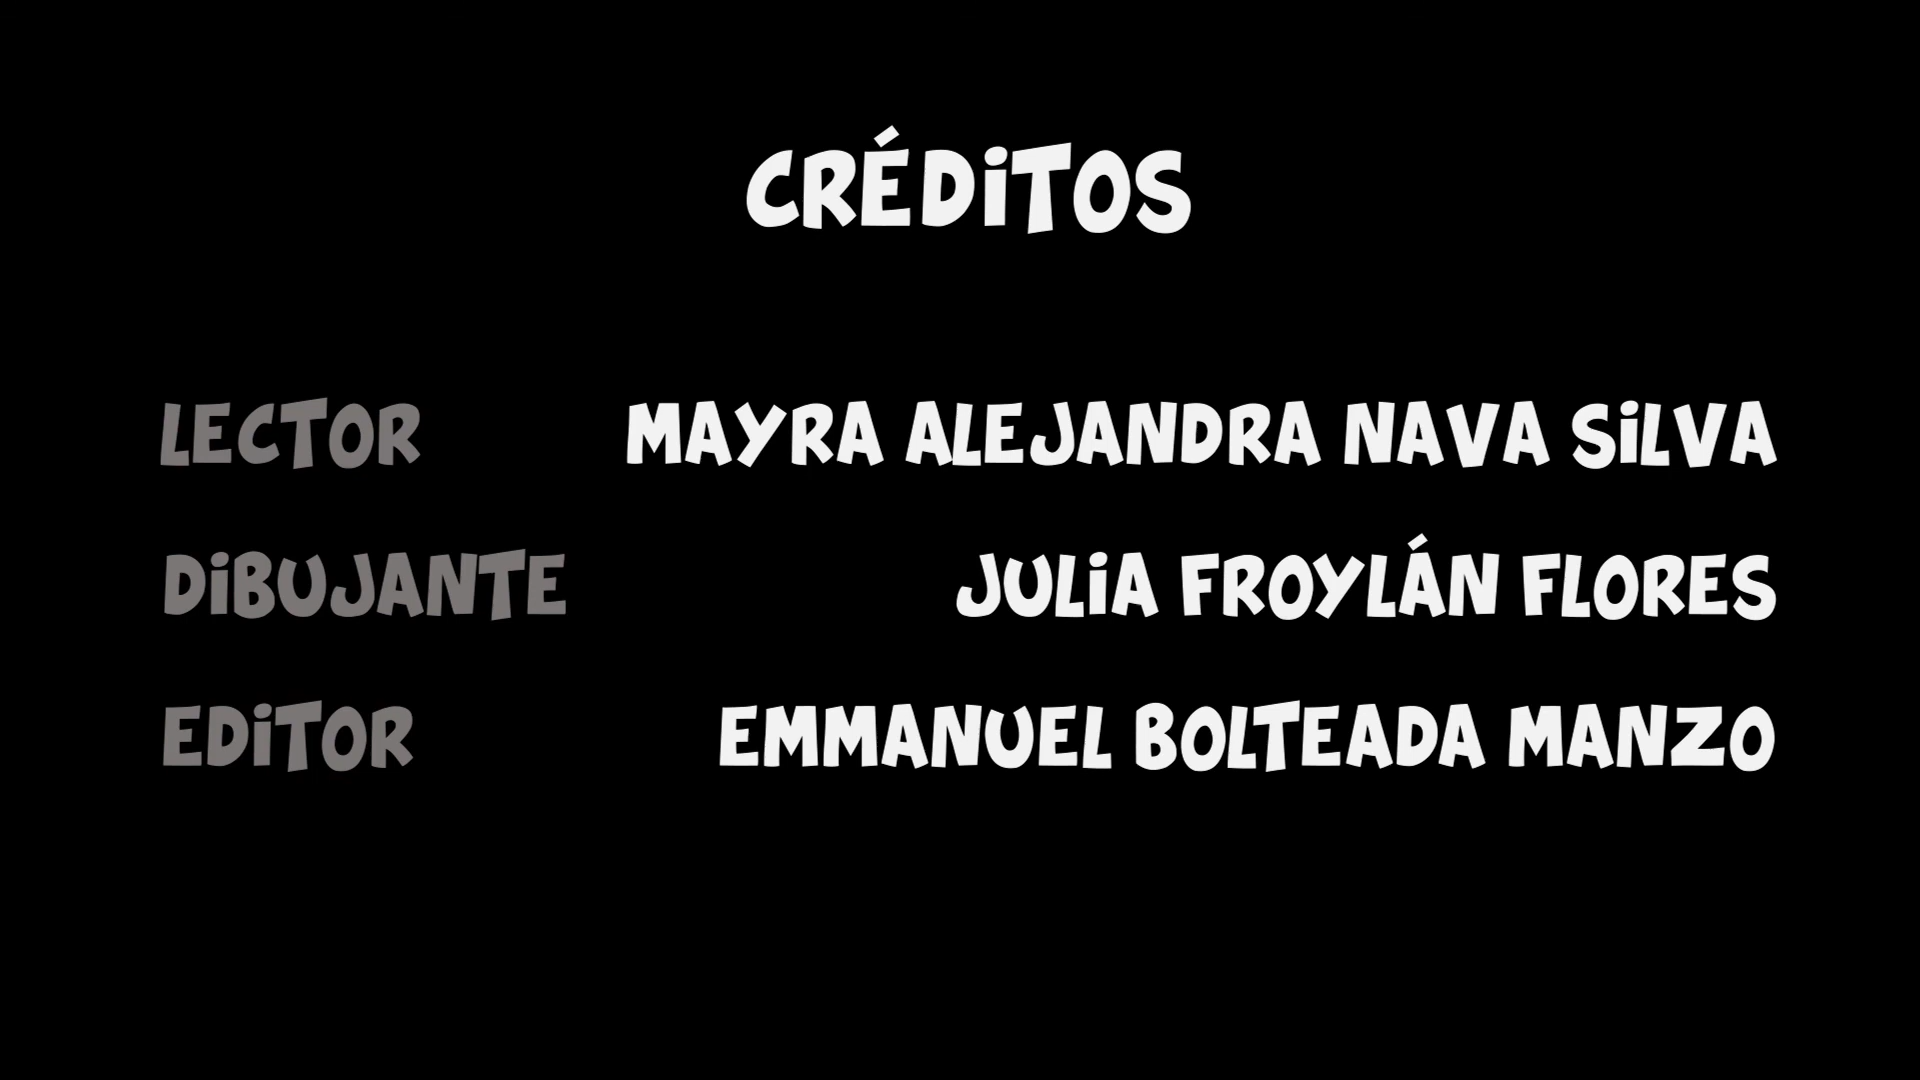 CRÉDiTOS
LECTOR MAYRA ALEJANDRA NAVA SiLVA
DiBUJANTE JULiA FROYLÁN FLORES
EDiTOR EMMANUEL BOLTEADA MANZO